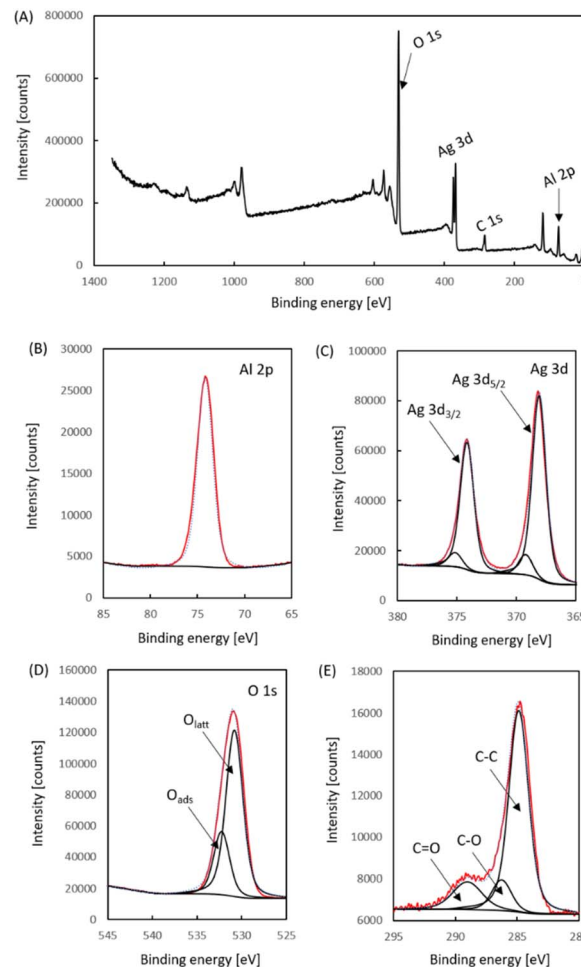 (A)
800000
600000
400000
200000
0
1400 1200 1000 800 600 400 200
Intensity [counts]
Binding energy [eV]
O 1s
Ag 3d
C 1s
Al 2p
(B)
Al 2p
30000
25000
20000
15000
10000
5000
0
85 80 75 70 65
Intensity [counts]
Binding energy [eV]
(C)
Ag 3d
Ag 3d5/2
Ag 3d3/2
100000
80000
60000
40000
20000
0
380 375 370 365
Intensity [counts]
Binding energy [eV]
(D)
O 1s
Olatt
Oads
160000
140000
120000
100000
80000
60000
40000
20000
0
545 540 535 530 525
Intensity [counts]
Binding energy [eV]
(E)
18000
16000
14000
12000
10000
8000
6000
C-C
C=O
C-O
295 290 285 280
Intensity [counts]
Binding energy [eV]